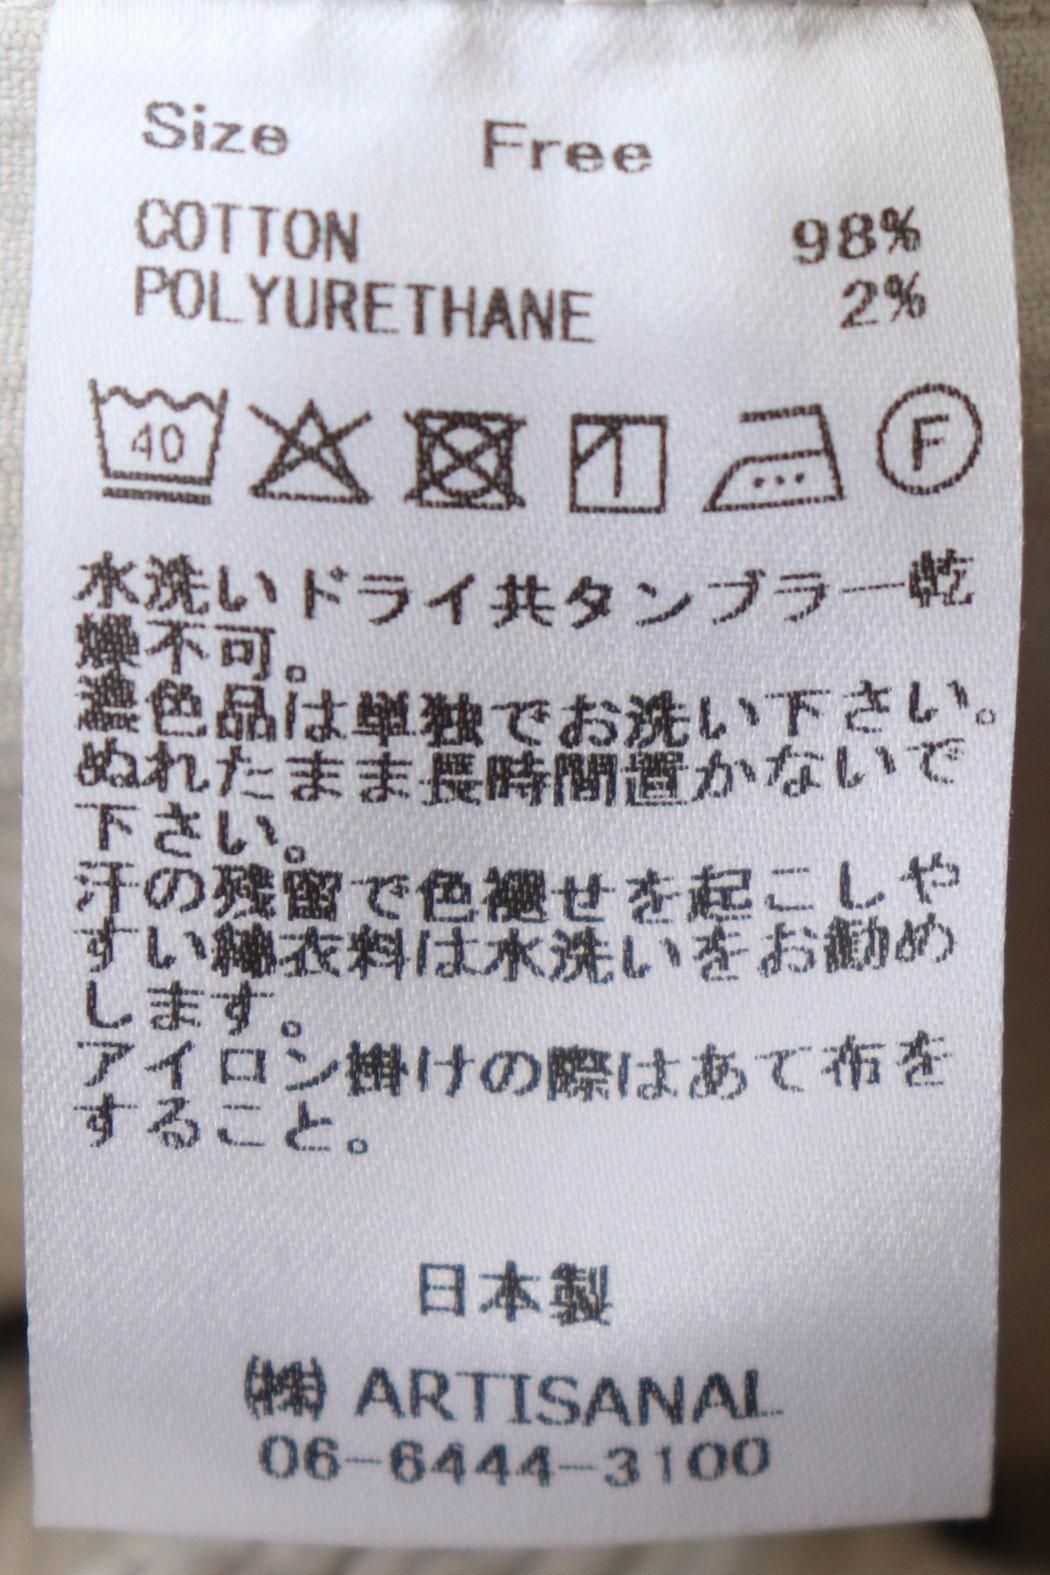 Size Free
COTTON 98%
POLYURETHANE 2%
40 F
水洗いドライ共タンブラー乾
燥不可。
濃色品は単独でお洗い下さい。
ぬれたまま長時間置かないで
下さい。
汗の残留で色褪せを起こしや
すい為衣料は水洗いをお勧め
します。
アイロン掛けの際はあて布を
すること。
日本製
㈱ ARTISANAL
06-6444-3100